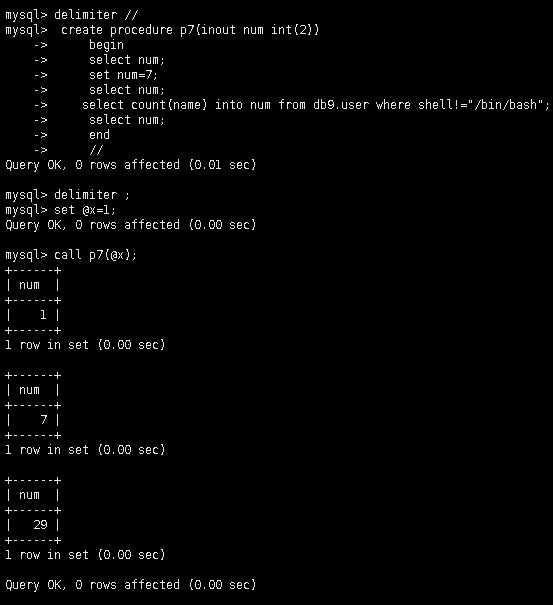 mysql> delimiter //
mysql>  create procedure p7(inout num int(2))
    ->      begin
    ->      select num;
    ->      set num=7;
    ->      select num;
    ->     select count(name) into num from db9.user where shell!="/bin/bash";
    ->      select num;
    ->      end
    ->      //
Query OK, 0 rows affected (0.01 sec)

mysql> delimiter ;
mysql> set @x=1;
Query OK, 0 rows affected (0.00 sec)

mysql> call p7(@x);
+------+
| num  |
+------+
|    1 |
+------+
1 row in set (0.00 sec)

+------+
| num  |
+------+
|    7 |
+------+
1 row in set (0.00 sec)

+------+
| num  |
+------+
|   29 |
+------+
1 row in set (0.00 sec)

Query OK, 0 rows affected (0.00 sec)